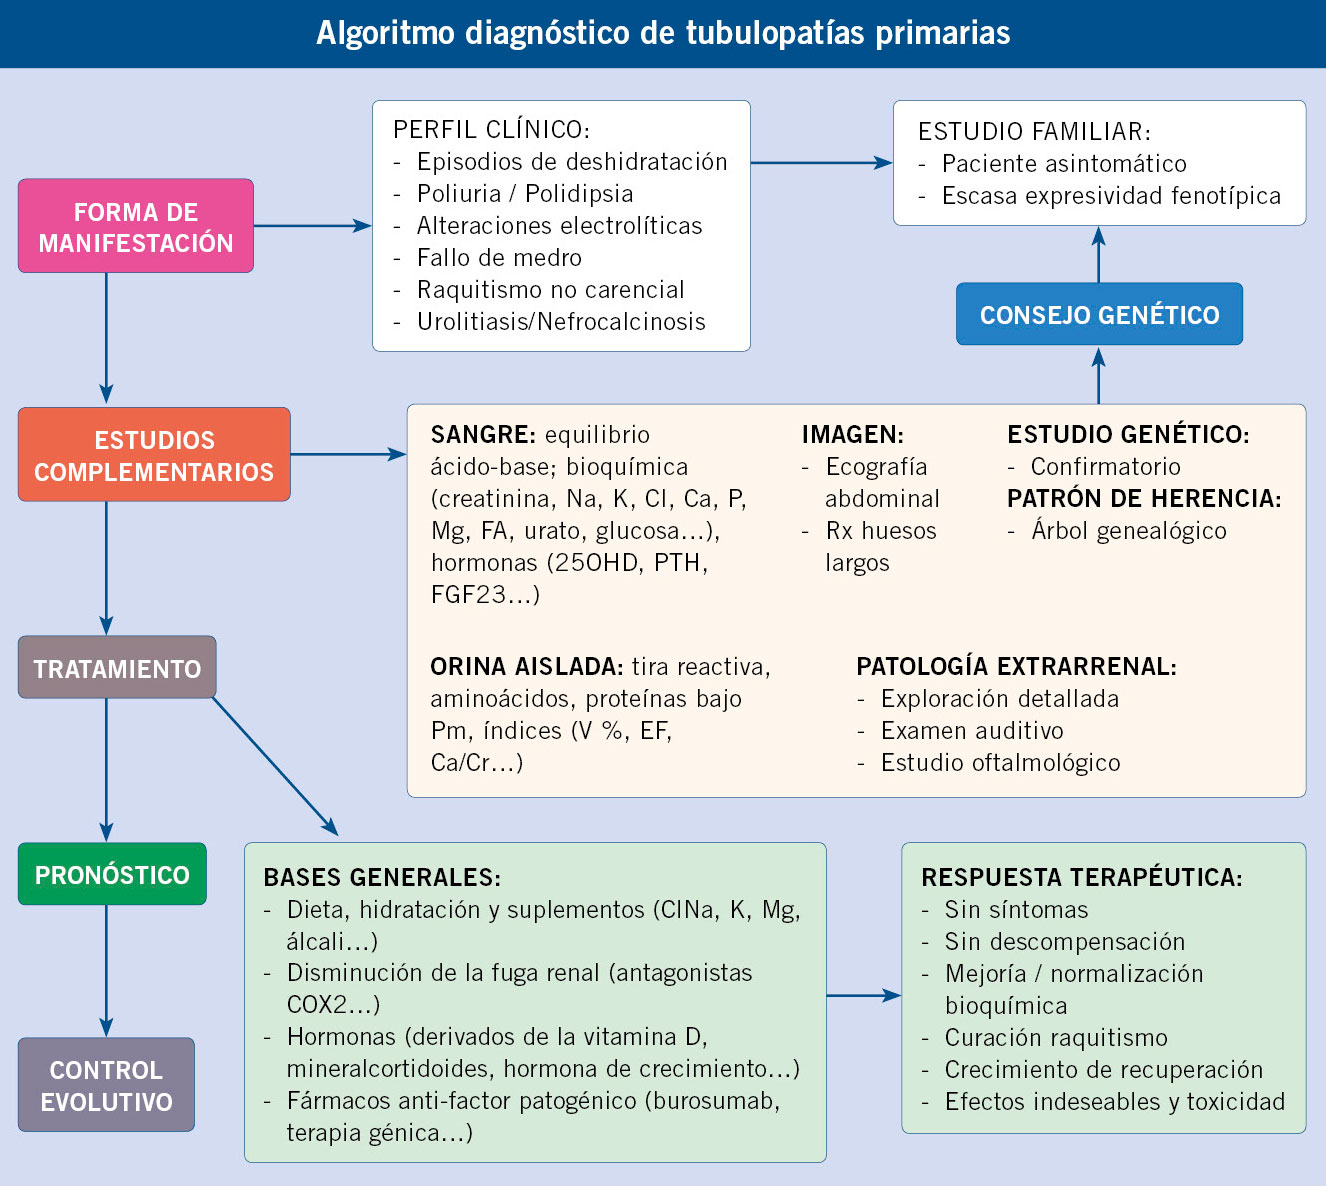 Algoritmo diagnóstico de tubulopatías primarias
FORMA DE
MANIFESTACIÓN
PERFIL CLÍNICO:
- Episodios de deshidratación
- Poliuria / Polidipsia
- Alteraciones electrolíticas
- Fallo de medro
- Raquitismo no carencial
- Urolitiasis/Nefrocalcinosis
ESTUDIO FAMILIAR:
- Paciente asintomático
- Escasa expresividad fenotípica
CONSEJO GENÉTICO
ESTUDIOS
COMPLEMENTARIOS
SANGRE: equilibrio
ácido-base; bioquímica
(creatinina, Na, K, Cl, Ca, P,
Mg, FA, urato, glucosa...),
hormonas (25OHD, PTH,
FGF23...)
IMAGEN:
- Ecografía
abdominal
- Rx huesos
largos
ESTUDIO GENÉTICO:
- Confirmatorio
PATRÓN DE HERENCIA:
- Árbol genealógico
ORINA AISLADA: tira reactiva,
aminoácidos, proteínas bajo
Pm, índices (V %, EF,
Ca/Cr...)
PATOLOGÍA EXTRARRENAL:
- Exploración detallada
- Examen auditivo
- Estudio oftalmológico
TRATAMIENTO
PRONÓSTICO
CONTROL
EVOLUTIVO
BASES GENERALES:
- Dieta, hidratación y suplementos (ClNa, K, Mg,
álcali...)
- Disminución de la fuga renal (antagonistas
COX2...)
- Hormonas (derivados de la vitamina D,
mineralcortidoides, hormona de crecimiento...)
- Fármacos anti-factor patogénico (burosumab,
terapia génica...)
RESPUESTA TERAPÉUTICA:
- Sin síntomas
- Sin descompensación
- Mejoría / normalización
bioquímica
- Curación raquitismo
- Crecimiento de recuperación
- Efectos indeseables y toxicidad